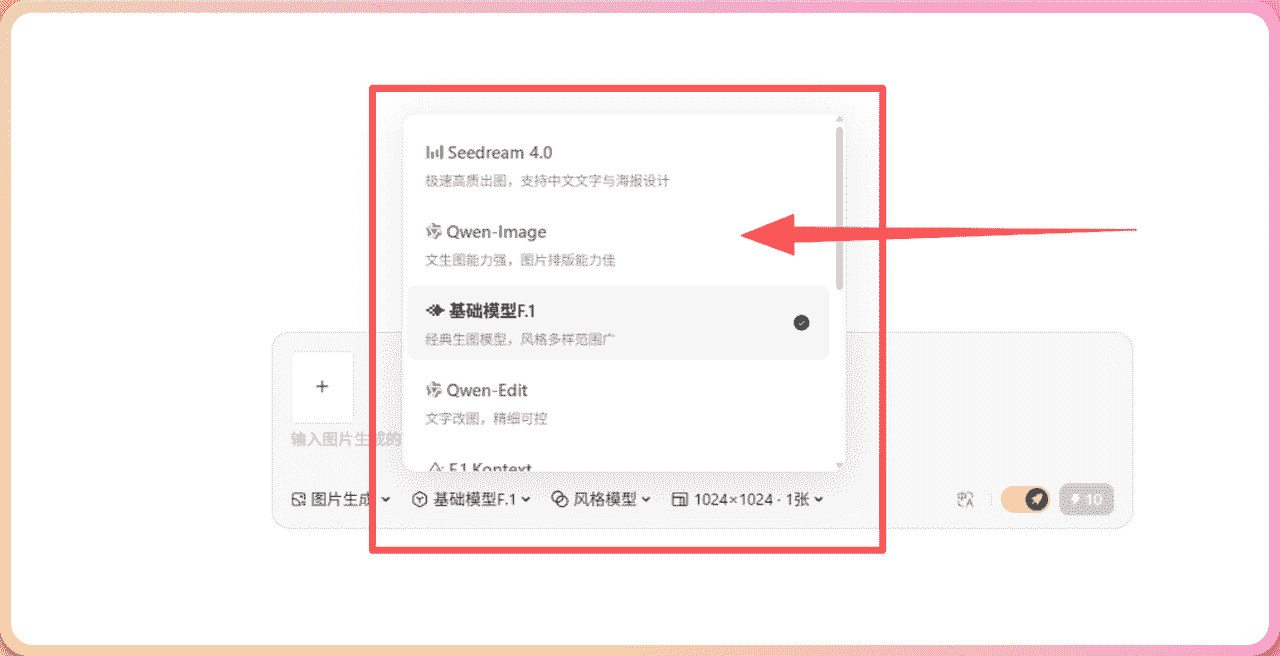 Seedream 4.0
极速高质出图，支持中文文字与海报设计
Qwen-Image
文生图能力强，图片排版能力佳
基础模型F.1
经典生图模型，风格多样范围广
Qwen-Edit
文字改图，精细可控
F.1 Kontext
输入图片生成的
图片生成 基础模型F.1 风格模型 1024×1024 · 1张 10